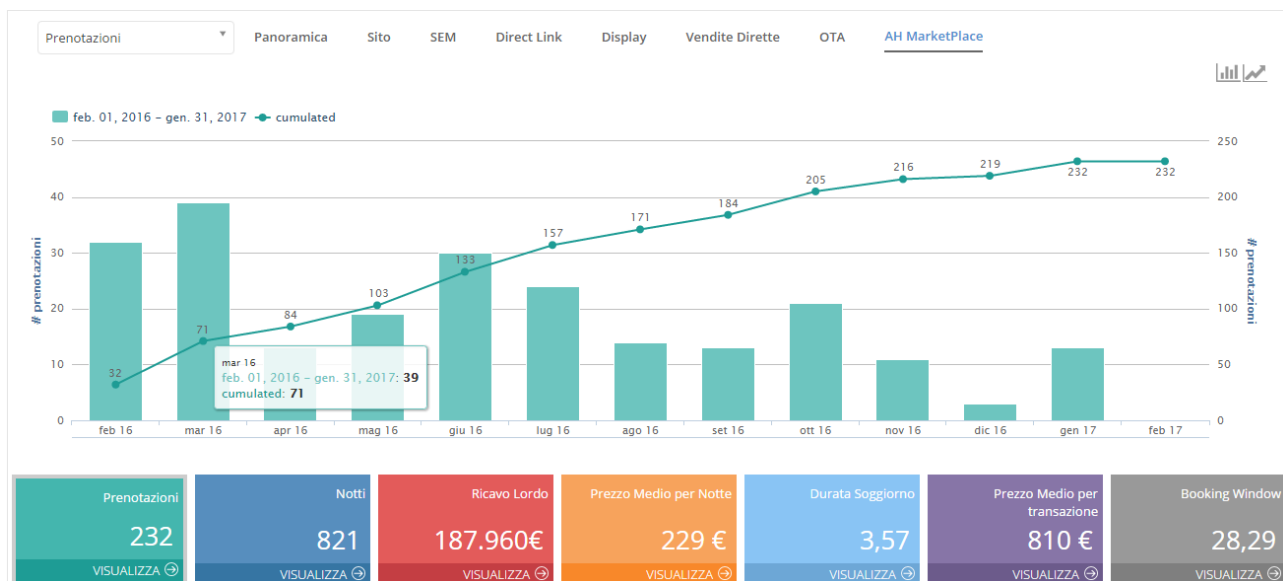 Prenotazioni Panoramica Sito SEM Direct Link Display Vendite Dirette OTA AH MarketPlace
feb. 01, 2016 – gen. 31, 2017 cumulated
50 250
40 200
30 150
20 100
10 50
0 0
# prenotazioni
# prenotazioni
32 71 84 103 133 157 171 184 205 216 219 232 232
mar 16
feb. 01, 2016 – gen. 31, 2017: 39
cumulated: 71
feb 16 mar 16 apr 16 mag 16 giu 16 lug 16 ago 16 set 16 ott 16 nov 16 dic 16 gen 17 feb 17
Prenotazioni
232
VISUALIZZA
Notti
821
VISUALIZZA
Ricavo Lordo
187.960€
VISUALIZZA
Prezzo Medio per Notte
229 €
VISUALIZZA
Durata Soggiorno
3,57
VISUALIZZA
Prezzo Medio per
transazione
810 €
VISUALIZZA
Booking Window
28,29
VISUALIZZA